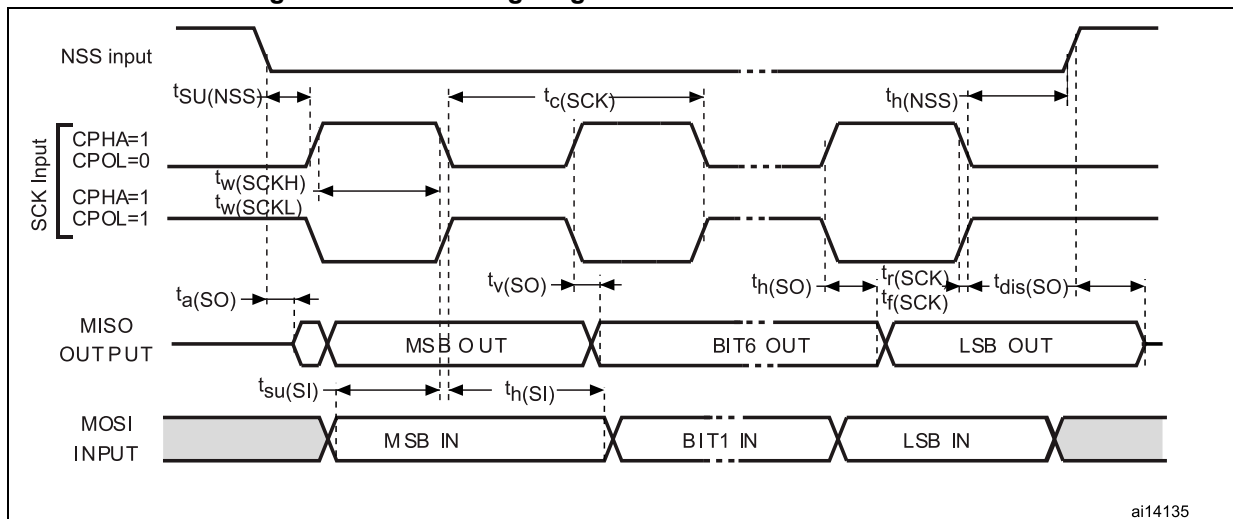 NSS input
tSU(NSS)
tc(SCK)
th(NSS)
SCK Input
CPHA=1
CPOL=0
tw(SCKH)
CPHA=1
tw(SCKL)
CPOL=1
ta(SO)
tv(SO)
th(SO)
tr(SCK)
tf(SCK)
tdis(SO)
MISO
OUTPUT
MSB OUT
BIT6 OUT
LSB OUT
tsu(SI)
th(SI)
MOSI
INPUT
MSB IN
BIT1 IN
LSB IN
ai14135